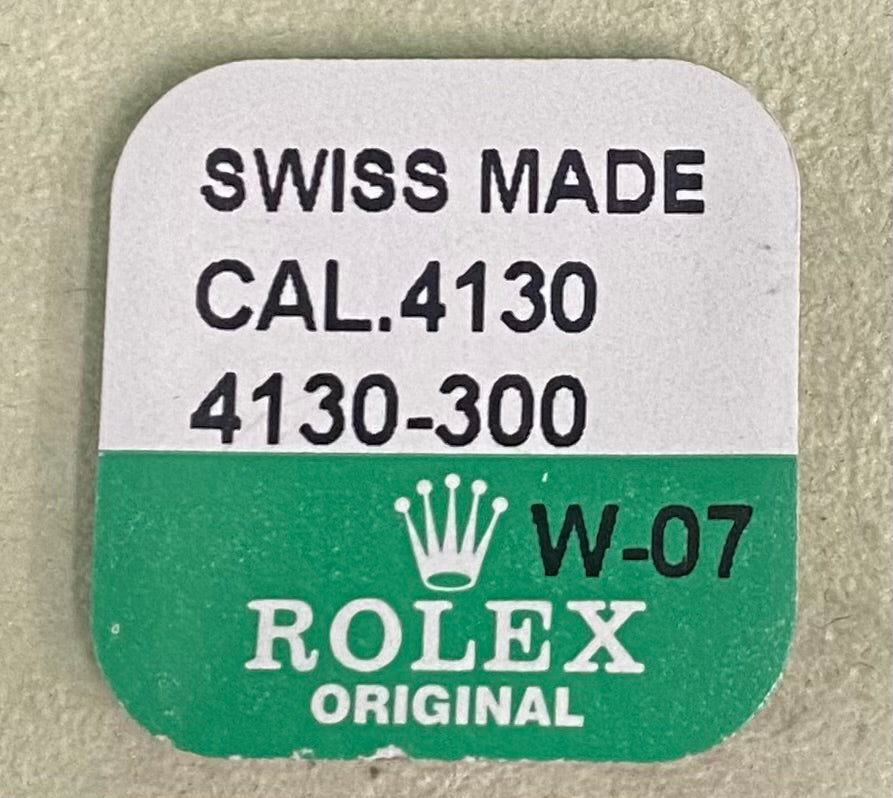 SWISS MADE
CAL.4130
4130-300
W-07
ROLEX
ORIGINAL